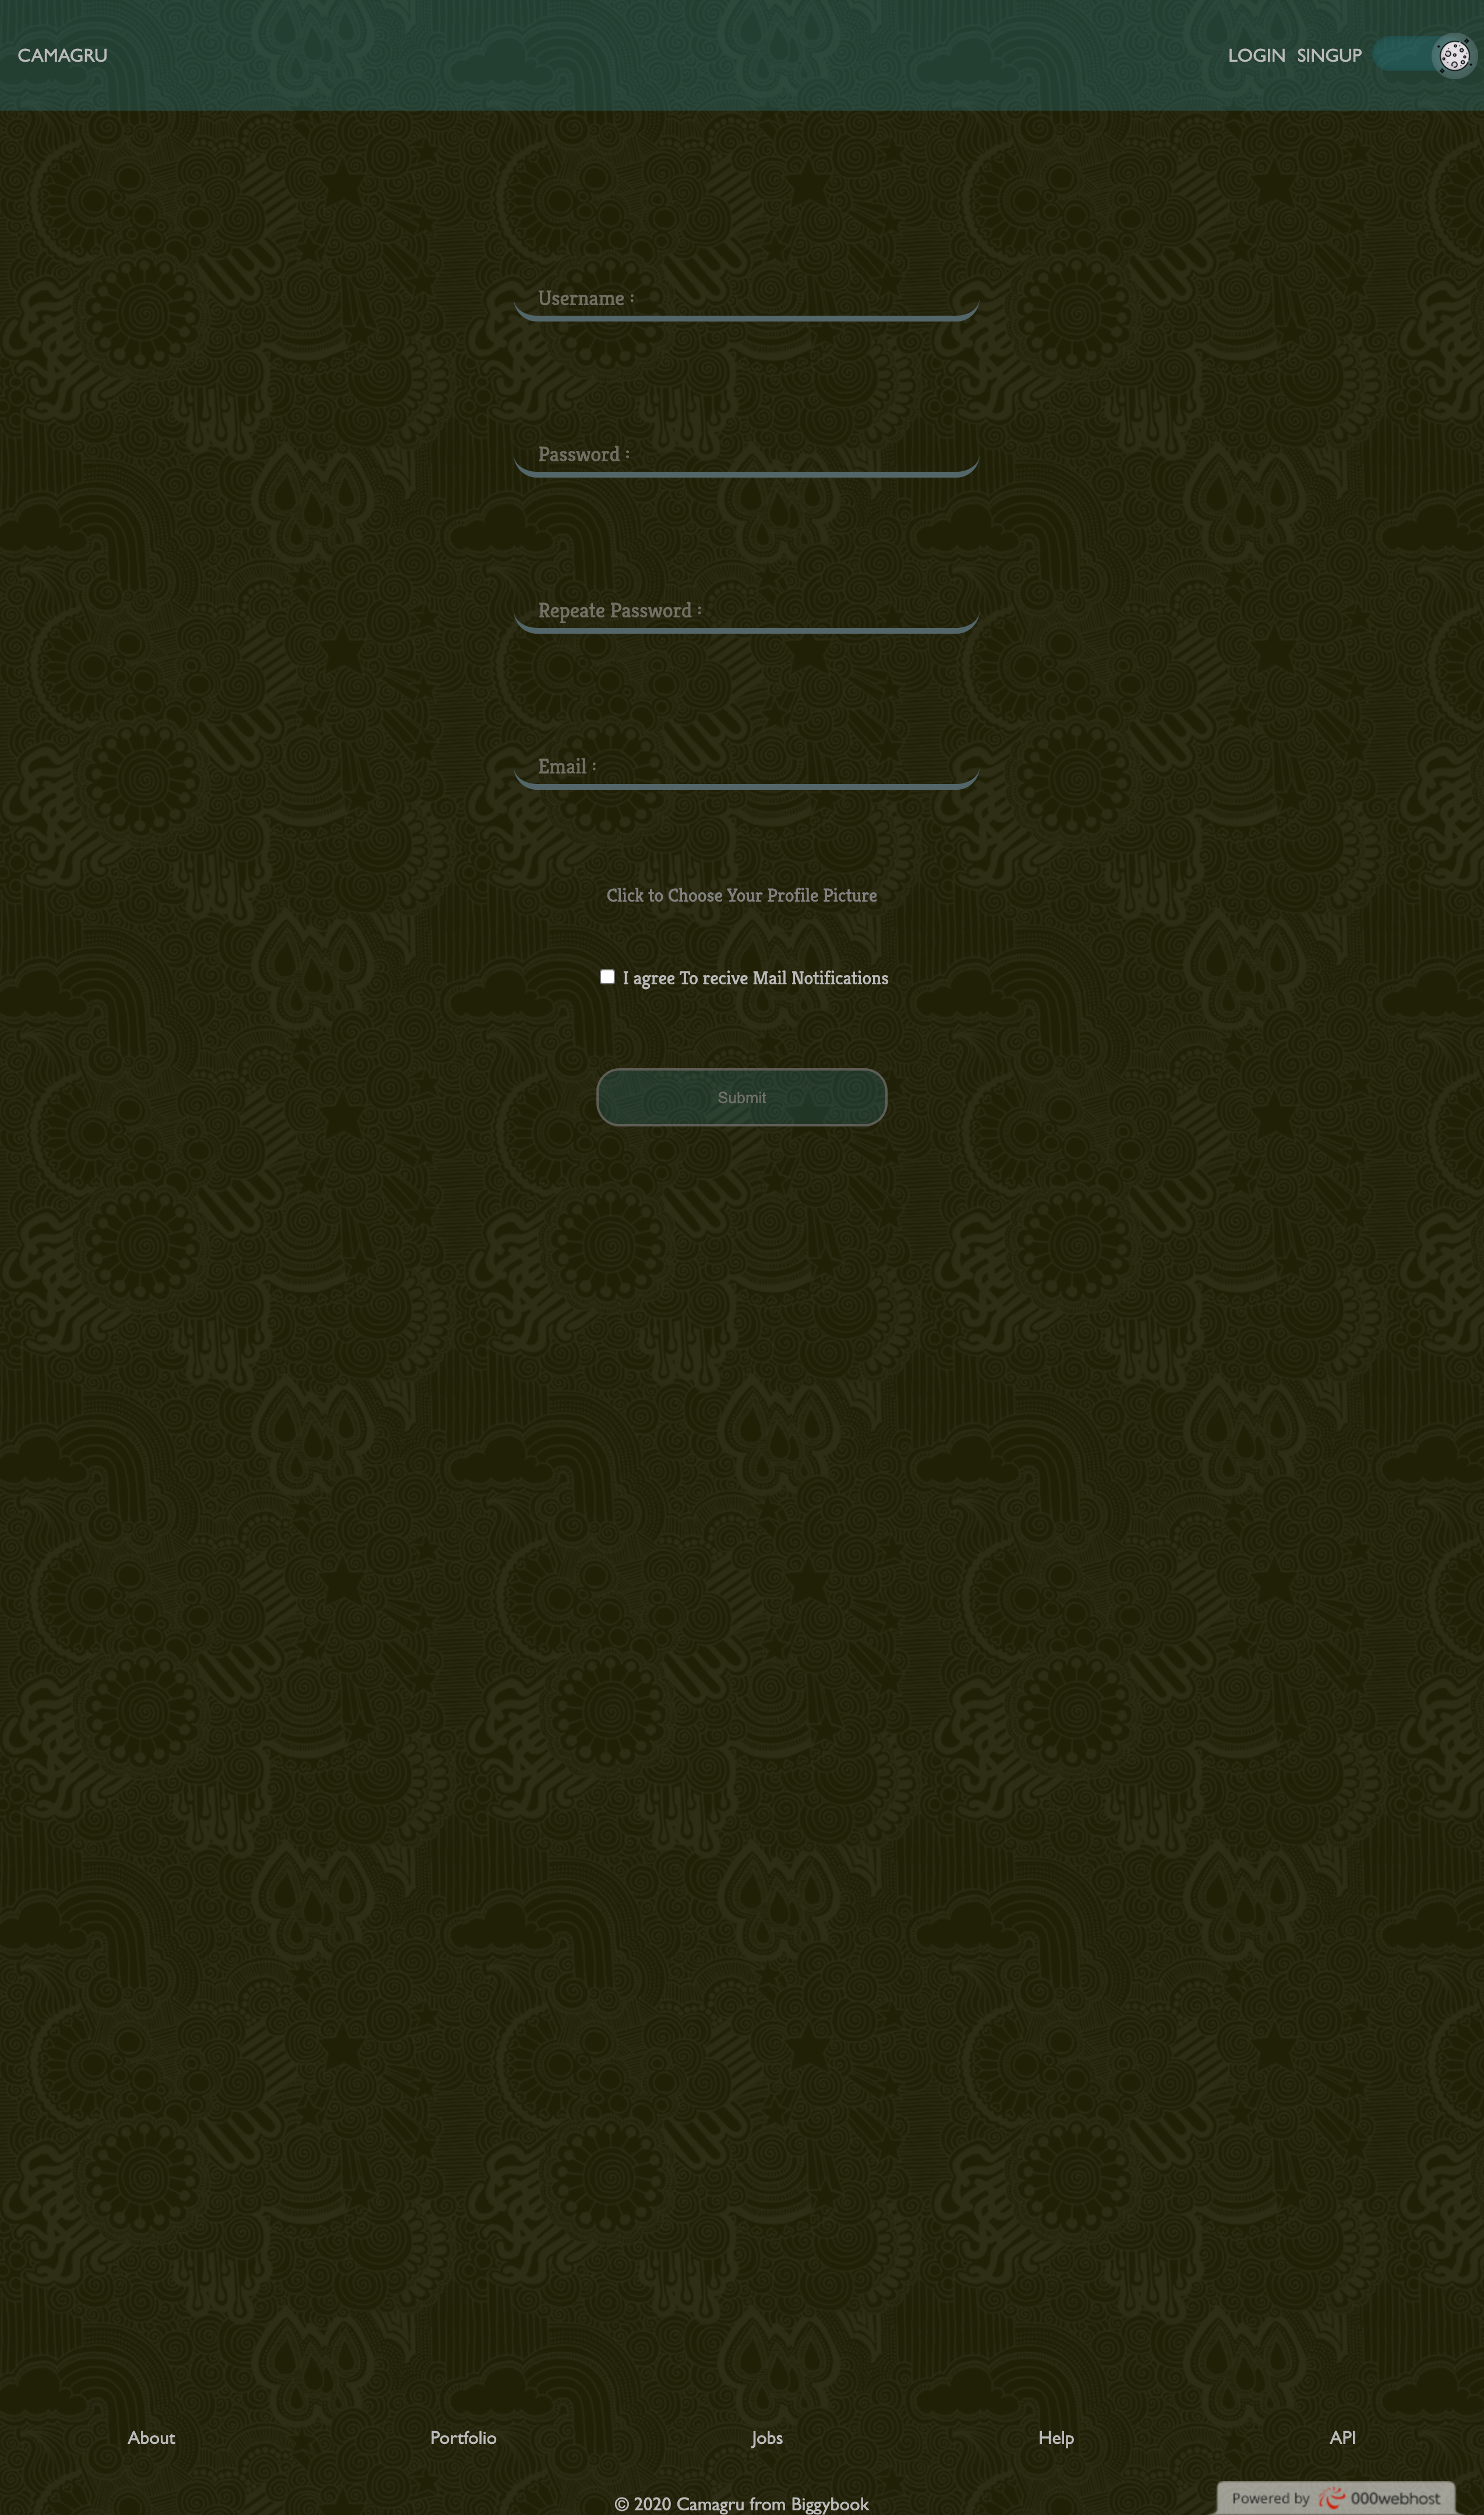 CAMAGRU
LOGIN SINGUP
Username :
Password :
Repeate Password :
Email :
Click to Choose Your Profile Picture
I agree To recive Mail Notifications
Submit
About Portfolio Jobs Help API
© 2020 Camagru from Biggybook
Powered by 000webhost